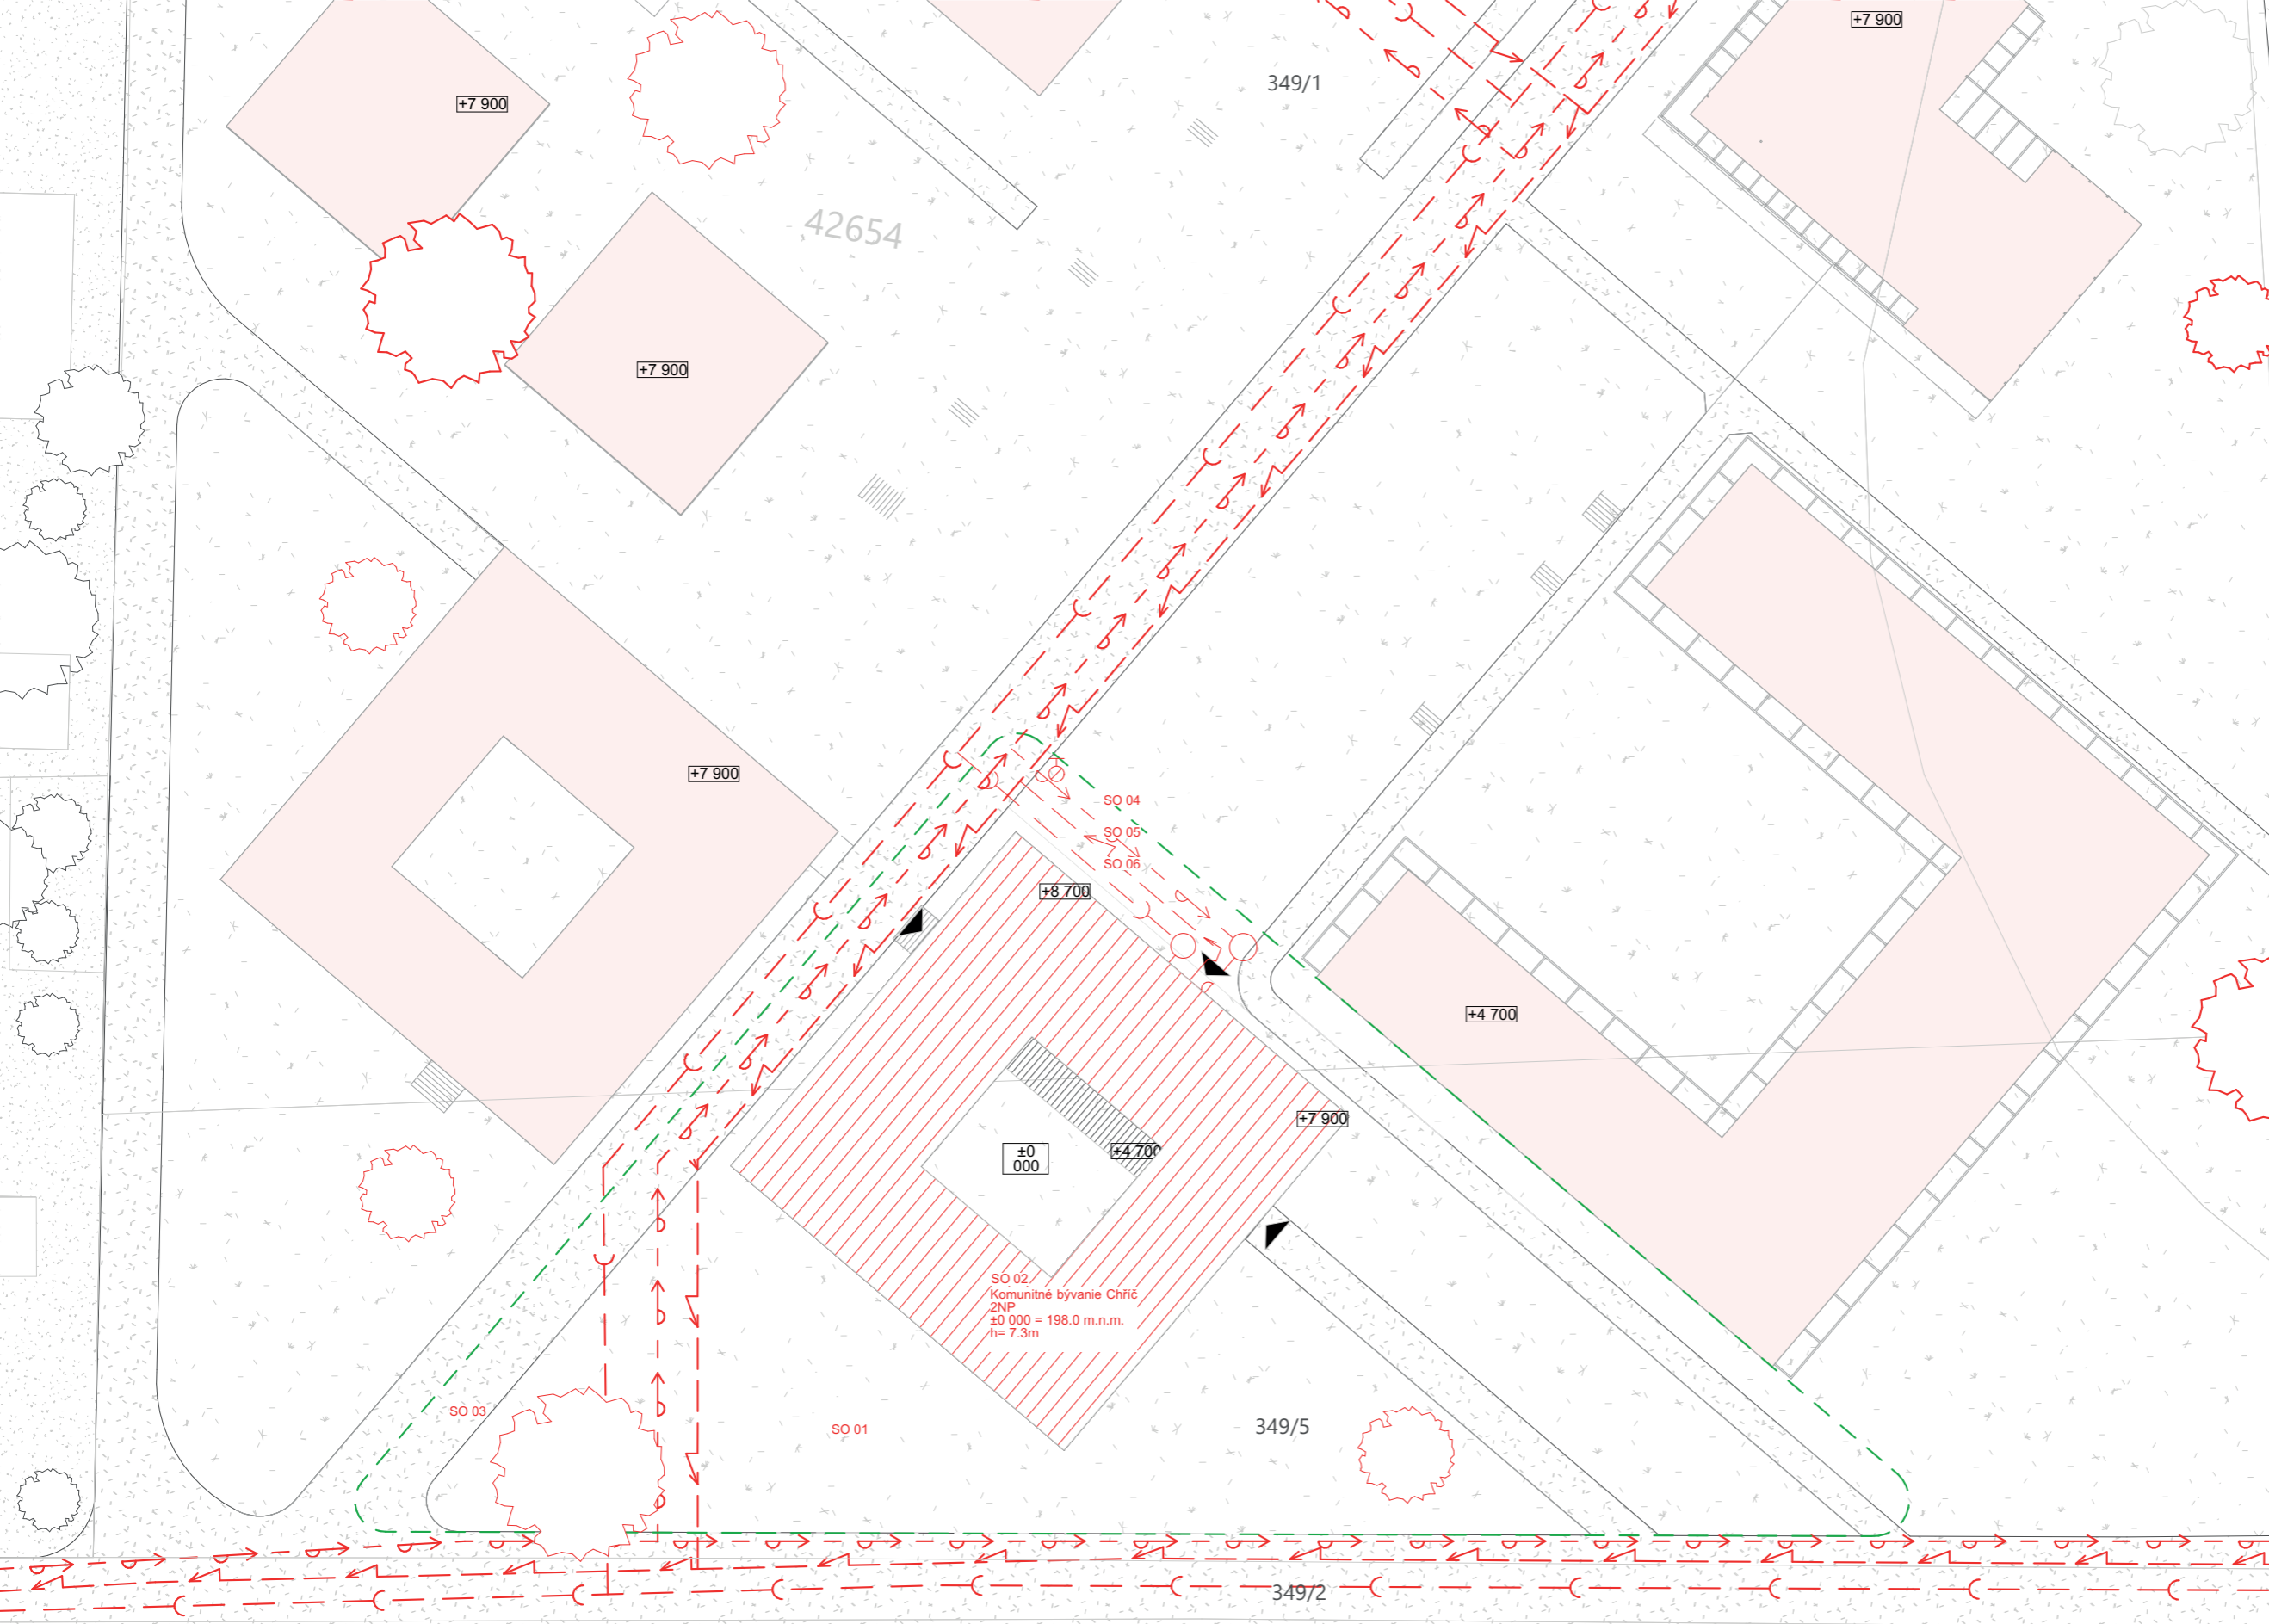 +7 900
349/1
+7 900
42654
+7 900
+7 900
SO 04
SO 05
SO 06
+8 700
+4 700
+7 900
±0
000
+4 700
SO 02
Komunitné bývanie Chříč
2NP
±0 000 = 198.0 m.n.m.
h= 7.3m
SO 03
SO 01
349/5
349/2